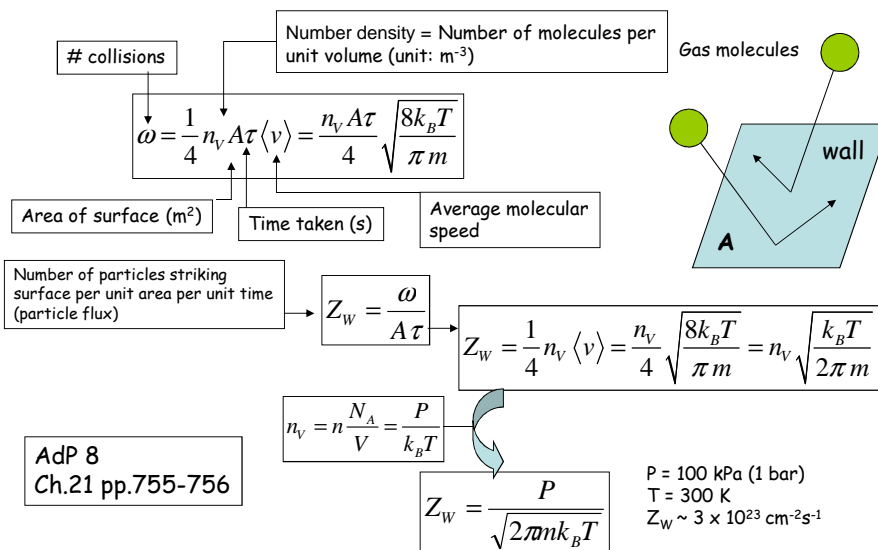 Number density = Number of molecules per
unit volume (unit: m⁻³)
# collisions
Gas molecules
ω = 1/4 n_V Aτ⟨v⟩ = n_V Aτ/4 √(8k_BT/πm)
wall
A
Area of surface (m²)
Time taken (s)
Average molecular
speed
Number of particles striking
surface per unit area per unit time
(particle flux)
Z_W = ω/Aτ
Z_W = 1/4 n_V ⟨v⟩ = n_V/4 √(8k_BT/πm) = n_V √(k_BT/2πm)
n_V = n N_A/V = P/k_BT
AdP 8
Ch.21 pp.755-756
Z_W = P/√(2πmk_BT)
P = 100 kPa (1 bar)
T = 300 K
Z_W ~ 3 x 10²³ cm⁻²s⁻¹